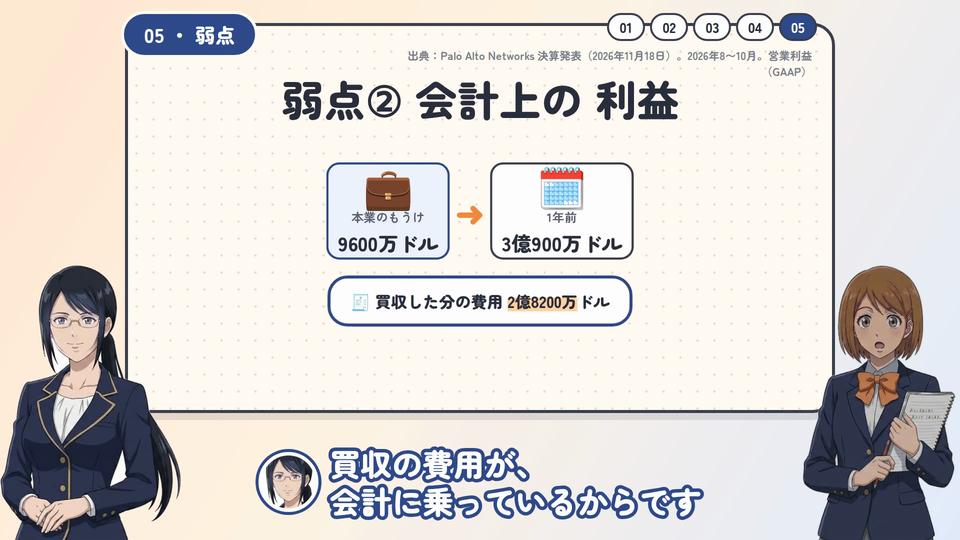 05 ・ 弱点
01 02 03 04 05
出典：Palo Alto Networks 決算発表（2026年11月18日）。2026年8〜10月。営業利益
（GAAP）
弱点② 会計上の 利益
本業のもうけ
9600万ドル
1年前
3億900万ドル
買収した分の費用 2億8200万ドル
買収の費用が、
会計に乗っているからです